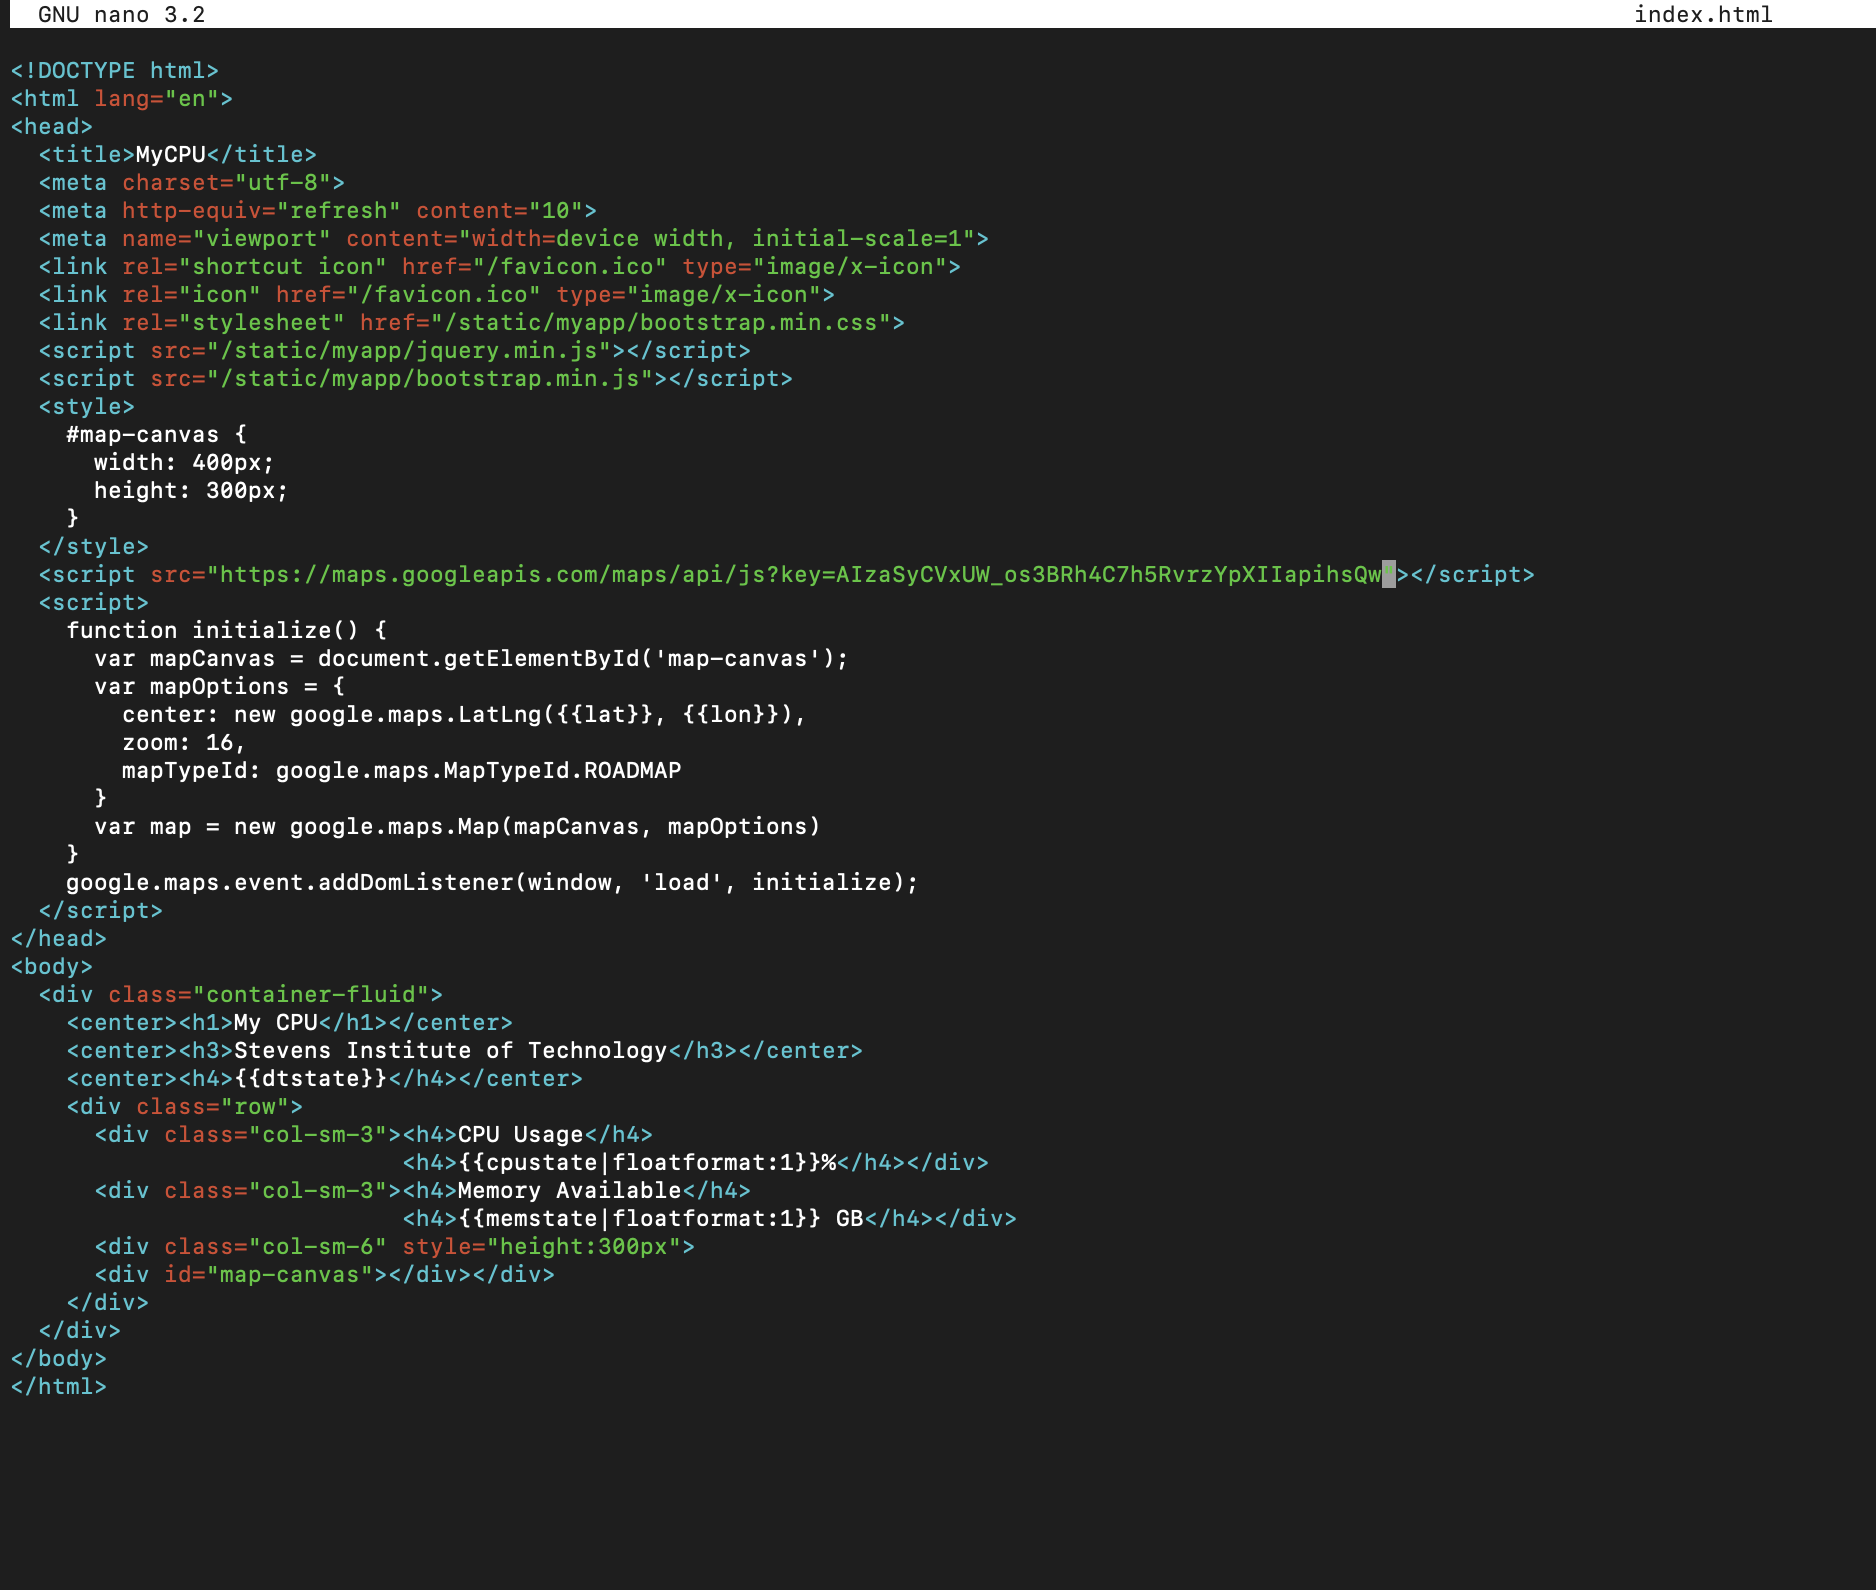 GNU nano 3.2 index.html
<!DOCTYPE html>
<html lang="en">
<head>
  <title>MyCPU</title>
  <meta charset="utf-8">
  <meta http-equiv="refresh" content="10">
  <meta name="viewport" content="width=device width, initial-scale=1">
  <link rel="shortcut icon" href="/favicon.ico" type="image/x-icon">
  <link rel="icon" href="/favicon.ico" type="image/x-icon">
  <link rel="stylesheet" href="/static/myapp/bootstrap.min.css">
  <script src="/static/myapp/jquery.min.js"></script>
  <script src="/static/myapp/bootstrap.min.js"></script>
  <style>
    #map-canvas {
      width: 400px;
      height: 300px;
    }
  </style>
  <script src="https://maps.googleapis.com/maps/api/js?key=AIzaSyCVxUW_os3BRh4C7h5RvrzYpXIIapihsQw"></script>
  <script>
    function initialize() {
      var mapCanvas = document.getElementById('map-canvas');
      var mapOptions = {
        center: new google.maps.LatLng({{lat}}, {{lon}}),
        zoom: 16,
        mapTypeId: google.maps.MapTypeId.ROADMAP
      }
      var map = new google.maps.Map(mapCanvas, mapOptions)
    }
    google.maps.event.addDomListener(window, 'load', initialize);
  </script>
</head>
<body>
  <div class="container-fluid">
    <center><h1>My CPU</h1></center>
    <center><h3>Stevens Institute of Technology</h3></center>
    <center><h4>{{dtstate}}</h4></center>
    <div class="row">
      <div class="col-sm-3"><h4>CPU Usage</h4>
                            <h4>{{cpustate|floatformat:1}}%</h4></div>
      <div class="col-sm-3"><h4>Memory Available</h4>
                            <h4>{{memstate|floatformat:1}} GB</h4></div>
      <div class="col-sm-6" style="height:300px">
      <div id="map-canvas"></div></div>
    </div>
  </div>
</body>
</html>